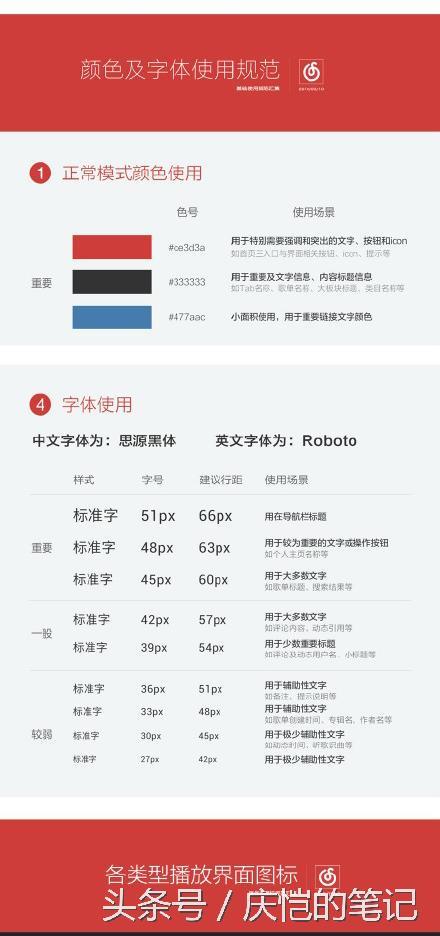 颜色及字体使用规范
基础使用规范汇集
1 正常模式颜色使用
色号 使用场景
#ce3d3a 用于特别需要强调和突出的文字、按钮和icon
如首页三入口与界面相关按钮、iccn、提示等
重要 #333333 用于重要及文字信息、内容标题信息
如Tab名称、歌单名称、大板块标题、类目名称等
#477aac 小面积使用，用于重要链接文字颜色
4 字体使用
中文字体为：思源黑体 英文字体为：Roboto
样式 字号 建议行距 使用场景
标准字 51px 66px 用在导航栏标题
重要 标准字 48px 63px 用于较为重要的文字或操作按钮
如个人主页名称等
标准字 45px 60px 用于大多数文字
如歌单标题、搜索结果等
一般 标准字 42px 57px 用于大多数文字
如评论内容、动态引用等
标准字 39px 54px 用于少数重要标题
如评论及动态用户名、小标题等
标准字 36px 51px 用于辅助性文字
如备注、提示说明等
标准字 33px 48px 用于辅助性文字
如歌单创建时间、专辑名、作者名等
较弱 标准字 30px 45px 用于极少辅助性文字
如动态时间、听歌识曲等
标准字 27px 42px 用于极少辅助性文字
各类型播放界面图标
头条号 / 庆恺的笔记